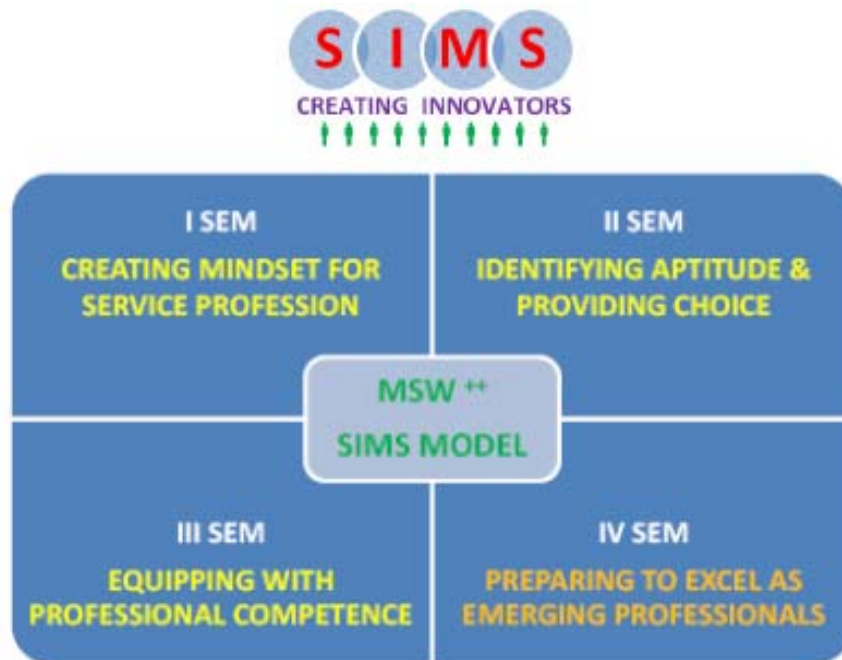 SIMS
CREATING INNOVATORS
I SEM
CREATING MINDSET FOR
SERVICE PROFESSION
II SEM
IDENTIFYING APTITUDE &
PROVIDING CHOICE
MSW ++
SIMS MODEL
III SEM
EQUIPPING WITH
PROFESSIONAL COMPETENCE
IV SEM
PREPARING TO EXCEL AS
EMERGING PROFESSIONALS